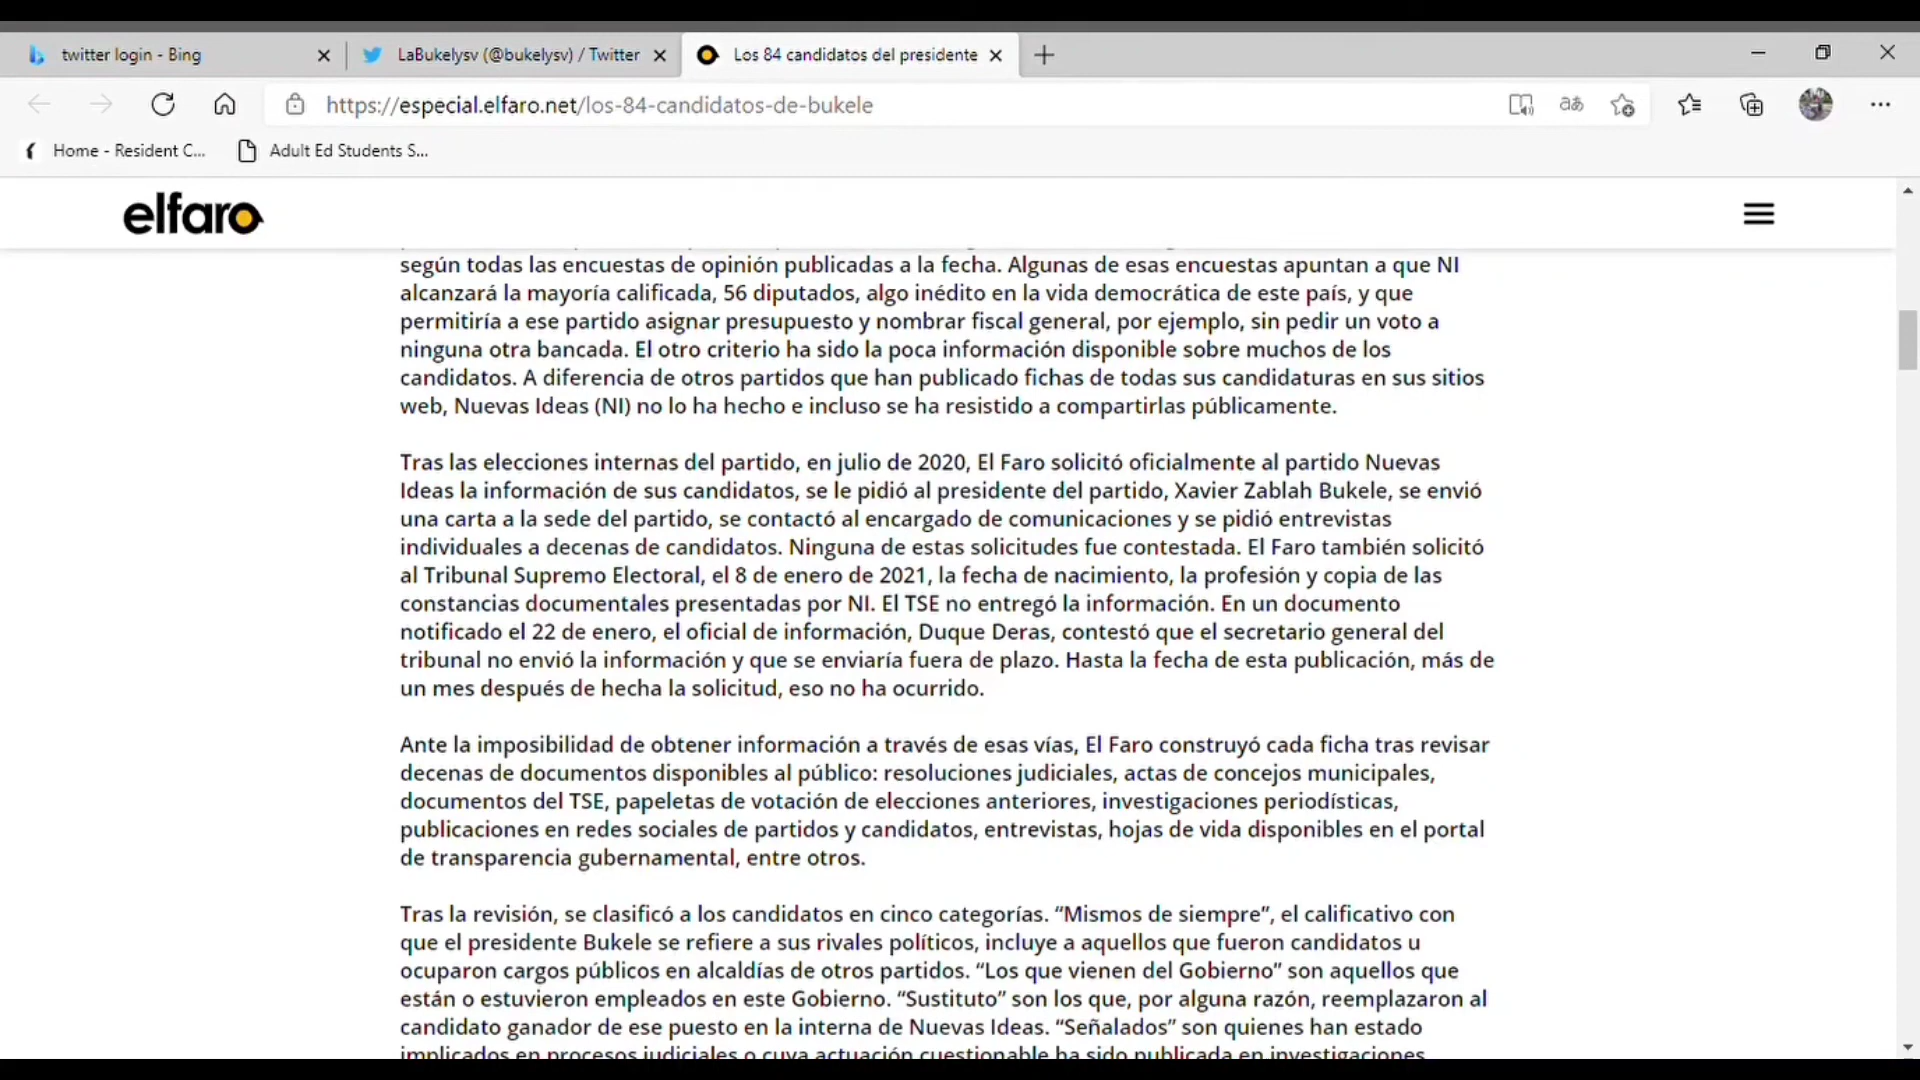 twitter login - Bing
LaBukelysv (@bukelysv) / Twitter
Los 84 candidatos del presidente
https://especial.elfaro.net/los-84-candidatos-de-bukele
Home - Resident C...
Adult Ed Students S...
elfaro
según todas las encuestas de opinión publicadas a la fecha. Algunas de esas encuestas apuntan a que NI
alcanzará la mayoría calificada, 56 diputados, algo inédito en la vida democrática de este país, y que
permitiría a ese partido asignar presupuesto y nombrar fiscal general, por ejemplo, sin pedir un voto a
ninguna otra bancada. El otro criterio ha sido la poca información disponible sobre muchos de los
candidatos. A diferencia de otros partidos que han publicado fichas de todas sus candidaturas en sus sitios
web, Nuevas Ideas (NI) no lo ha hecho e incluso se ha resistido a compartirlas públicamente.
Tras las elecciones internas del partido, en julio de 2020, El Faro solicitó oficialmente al partido Nuevas
Ideas la información de sus candidatos, se le pidió al presidente del partido, Xavier Zablah Bukele, se envió
una carta a la sede del partido, se contactó al encargado de comunicaciones y se pidió entrevistas
individuales a decenas de candidatos. Ninguna de estas solicitudes fue contestada. El Faro también solicitó
al Tribunal Supremo Electoral, el 8 de enero de 2021, la fecha de nacimiento, la profesión y copia de las
constancias documentales presentadas por NI. El TSE no entregó la información. En un documento
notificado el 22 de enero, el oficial de información, Duque Deras, contestó que el secretario general del
tribunal no envió la información y que se enviaría fuera de plazo. Hasta la fecha de esta publicación, más de
un mes después de hecha la solicitud, eso no ha ocurrido.
Ante la imposibilidad de obtener información a través de esas vías, El Faro construyó cada ficha tras revisar
decenas de documentos disponibles al público: resoluciones judiciales, actas de concejos municipales,
documentos del TSE, papeletas de votación de elecciones anteriores, investigaciones periodísticas,
publicaciones en redes sociales de partidos y candidatos, entrevistas, hojas de vida disponibles en el portal
de transparencia gubernamental, entre otros.
Tras la revisión, se clasificó a los candidatos en cinco categorías. “Mismos de siempre”, el calificativo con
que el presidente Bukele se refiere a sus rivales políticos, incluye a aquellos que fueron candidatos u
ocuparon cargos públicos en alcaldías de otros partidos. “Los que vienen del Gobierno” son aquellos que
están o estuvieron empleados en este Gobierno. “Sustituto” son los que, por alguna razón, reemplazaron al
candidato ganador de ese puesto en la interna de Nuevas Ideas. “Señalados” son quienes han estado
implicados en procesos judiciales o cuya actuación cuestionable ha sido publicada en investigaciones